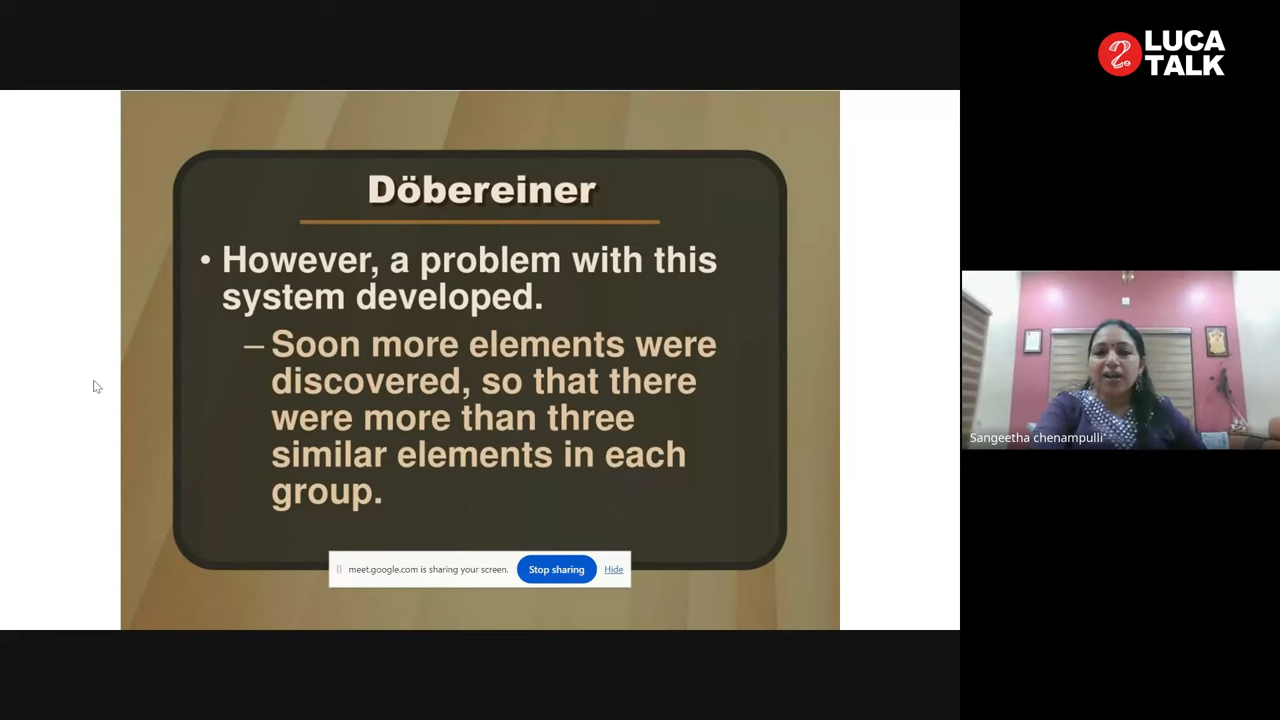 LUCA
TALK
Döbereiner
• However, a problem with this
system developed.
– Soon more elements were
discovered, so that there
were more than three
similar elements in each
group.
meet.google.com is sharing your screen. Stop sharing Hide
Sangeetha chenampulli